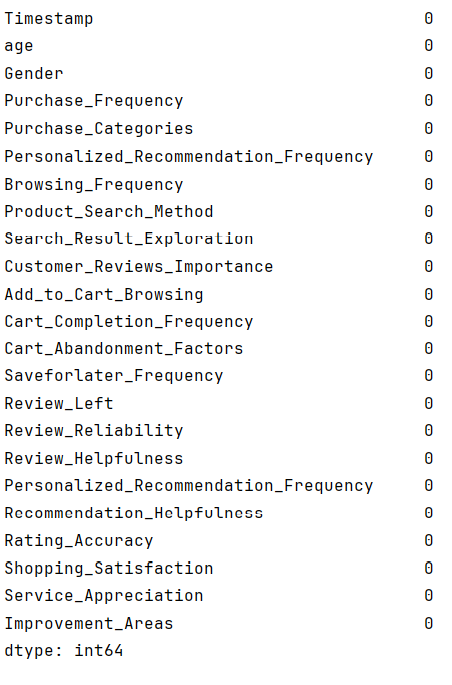 Timestamp 0
age 0
Gender 0
Purchase_Frequency 0
Purchase_Categories 0
Personalized_Recommendation_Frequency 0
Browsing_Frequency 0
Product_Search_Method 0
Search_Result_Exploration 0
Customer_Reviews_Importance 0
Add_to_Cart_Browsing 0
Cart_Completion_Frequency 0
Cart_Abandonment_Factors 0
Saveforlater_Frequency 0
Review_Left 0
Review_Reliability 0
Review_Helpfulness 0
Personalized_Recommendation_Frequency 0
Recommendation_Helpfulness 0
Rating_Accuracy 0
Shopping_Satisfaction 0
Service_Appreciation 0
Improvement_Areas 0
dtype: int64